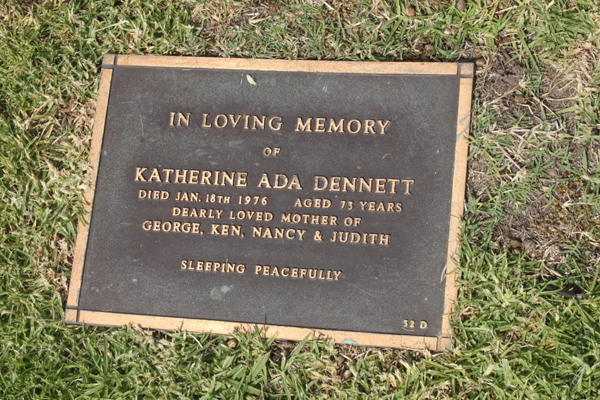 IN LOVING MEMORY
OF
KATHERINE ADA DENNETT
DIED JAN. 18TH 1976 AGED 73 YEARS
DEARLY LOVED MOTHER OF
GEORGE, KEN, NANCY & JUDITH
SLEEPING PEACEFULLY
52 D